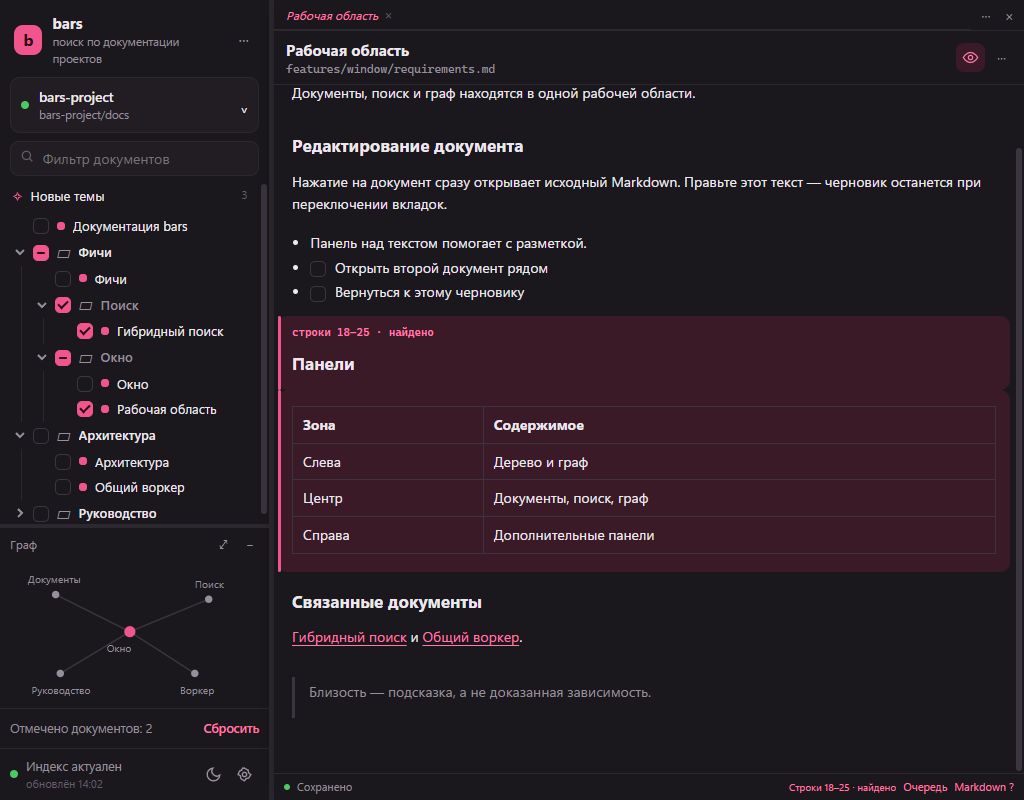 b
bars
поиск по документации
проектов
bars-project
bars-project/docs
Фильтр документов
Новые темы 3
Документация bars
Фичи
Фичи
Поиск
Гибридный поиск
Окно
Окно
Рабочая область
Архитектура
Архитектура
Общий воркер
Руководство
Граф
Документы
Поиск
Окно
Руководство
Воркер
Отмечено документов: 2 Сбросить
Индекс актуален
обновлён 14:02
Рабочая область ×
Рабочая область
features/window/requirements.md
Документы, поиск и граф находятся в одной рабочей области.
Редактирование документа
Нажатие на документ сразу открывает исходный Markdown. Правьте этот текст — черновик останется при
переключении вкладок.
• Панель над текстом помогает с разметкой.
• Открыть второй документ рядом
• Вернуться к этому черновику
строки 18–25 · найдено
Панели
Зона Содержимое
Слева Дерево и граф
Центр Документы, поиск, граф
Справа Дополнительные панели
Связанные документы
Гибридный поиск и Общий воркер.
Близость — подсказка, а не доказанная зависимость.
Сохранено
Строки 18–25 · найдено Очередь Markdown ?